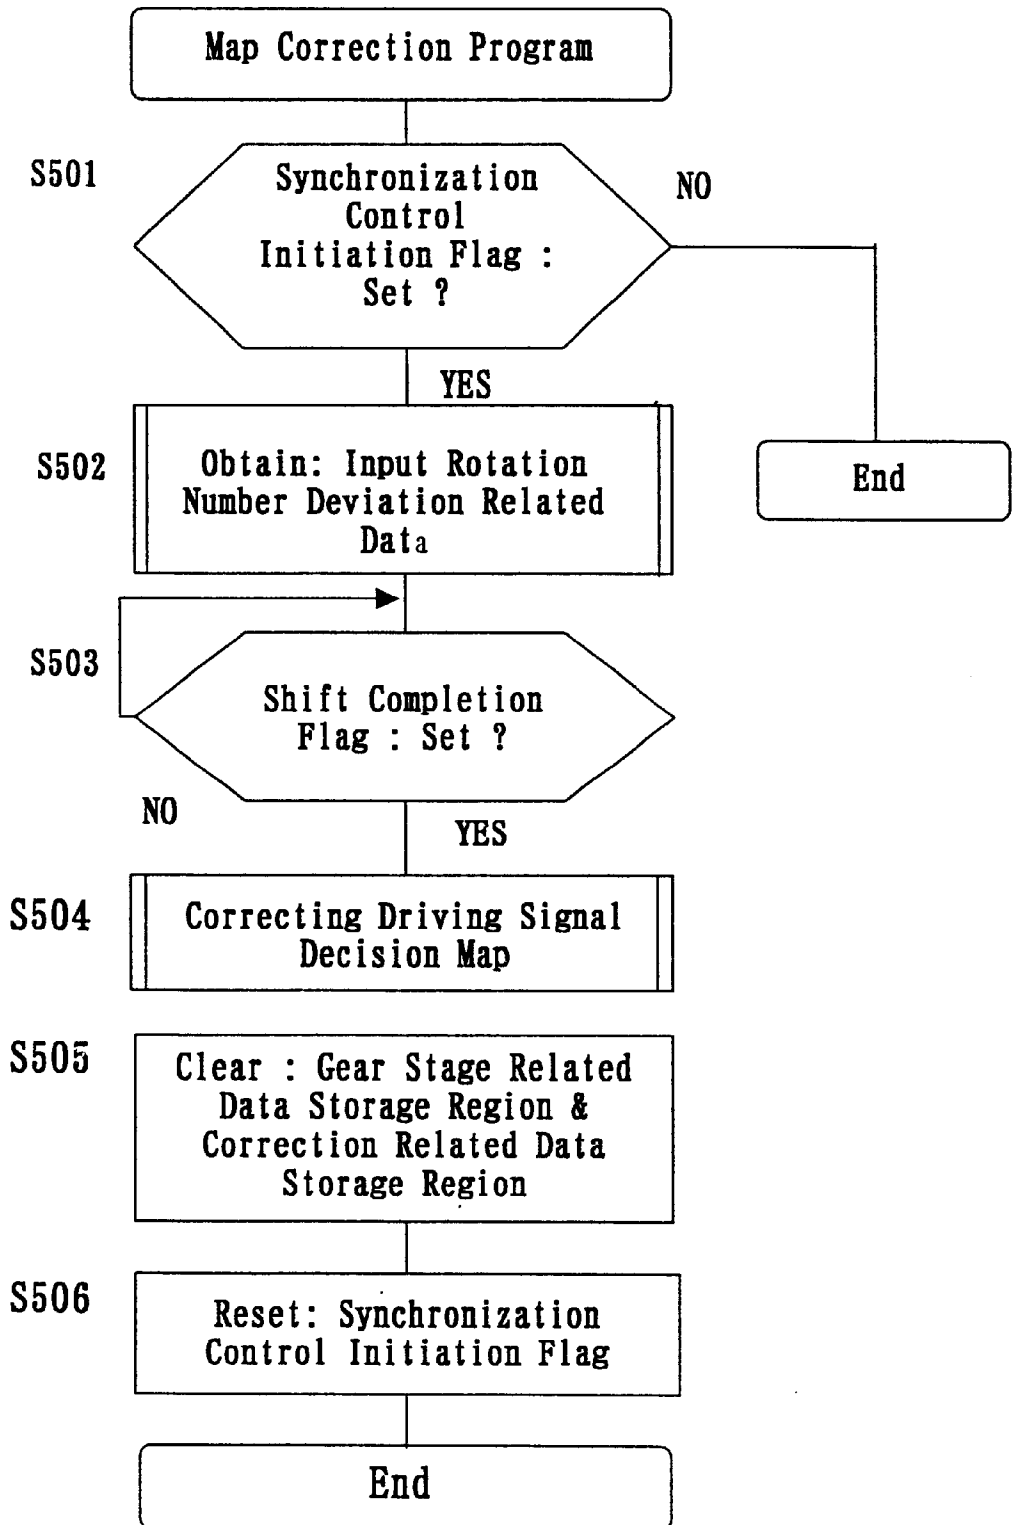 Map Correction Program
S501
Synchronization
Control
Initiation Flag :
Set ?
NO
YES
S502
Obtain: Input Rotation
Number Deviation Related
Data
End
S503
Shift Completion
Flag : Set ?
NO
YES
S504
Correcting Driving Signal
Decision Map
S505
Clear : Gear Stage Related
Data Storage Region &
Correction Related Data
Storage Region
S506
Reset: Synchronization
Control Initiation Flag
End